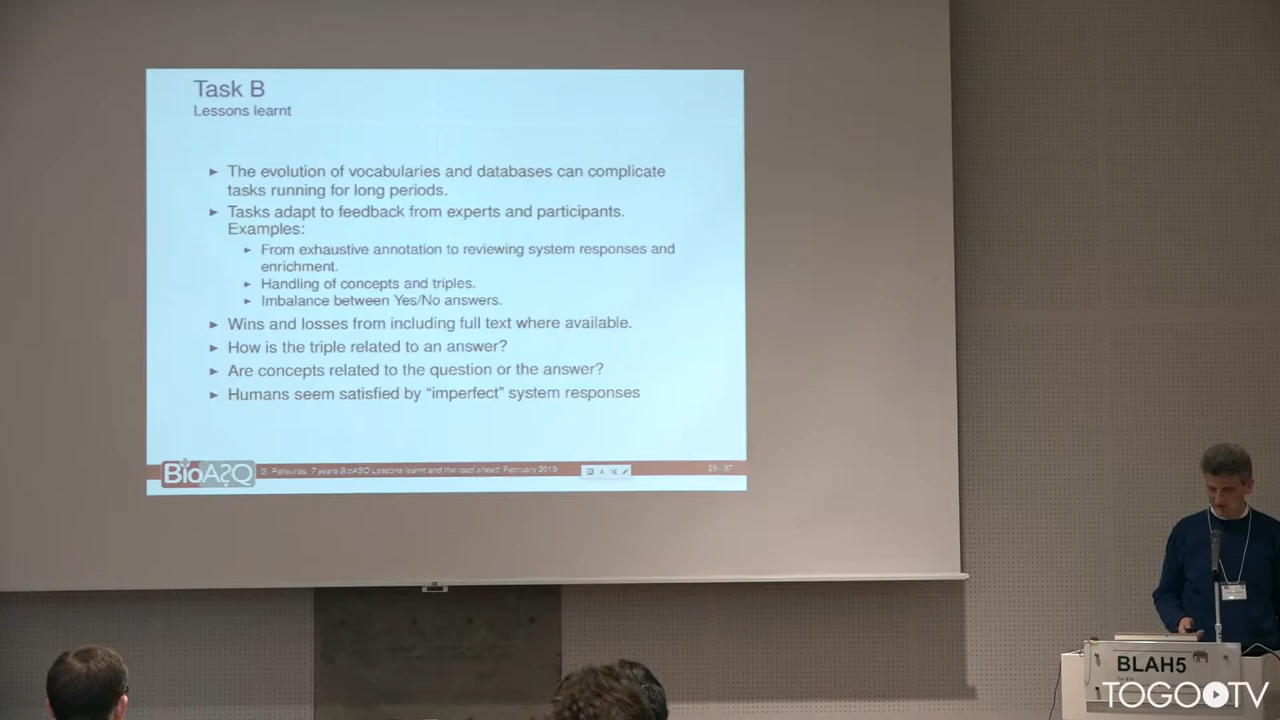 Task B
Lessons learnt
► The evolution of vocabularies and databases can complicate
tasks running for long periods.
► Tasks adapt to feedback from experts and participants.
Examples:
► From exhaustive annotation to reviewing system responses and
enrichment.
► Handling of concepts and triples.
► Imbalance between Yes/No answers.
► Wins and losses from including full text where available.
► How is the triple related to an answer?
► Are concepts related to the question or the answer?
► Humans seem satisfied by “imperfect” system responses
BioASQ G. Paliouras. 7 years BioASQ Lessons learnt and the road ahead. February 2019
BLAH5
TOGO TV